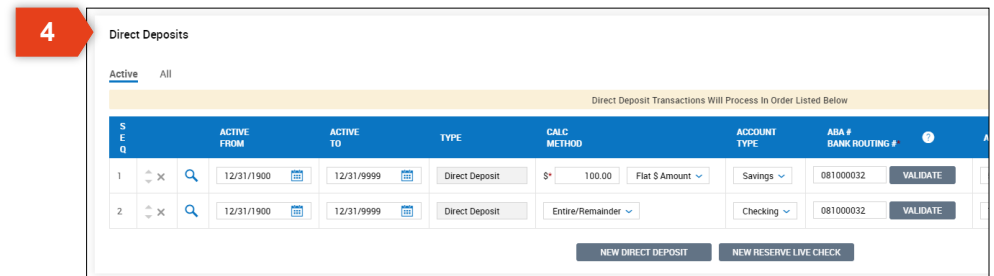 4
Direct Deposits
Active All
Direct Deposit Transactions Will Process In Order Listed Below
S E Q ACTIVE FROM ACTIVE TO TYPE CALC METHOD ACCOUNT TYPE ABA # BANK ROUTING #* ? A
1 12/31/1900 12/31/9999 Direct Deposit $* 100.00 Flat $ Amount Savings 081000032 VALIDATE
2 12/31/1900 12/31/9999 Direct Deposit Entire/Remainder Checking 081000032 VALIDATE
NEW DIRECT DEPOSIT NEW RESERVE LIVE CHECK